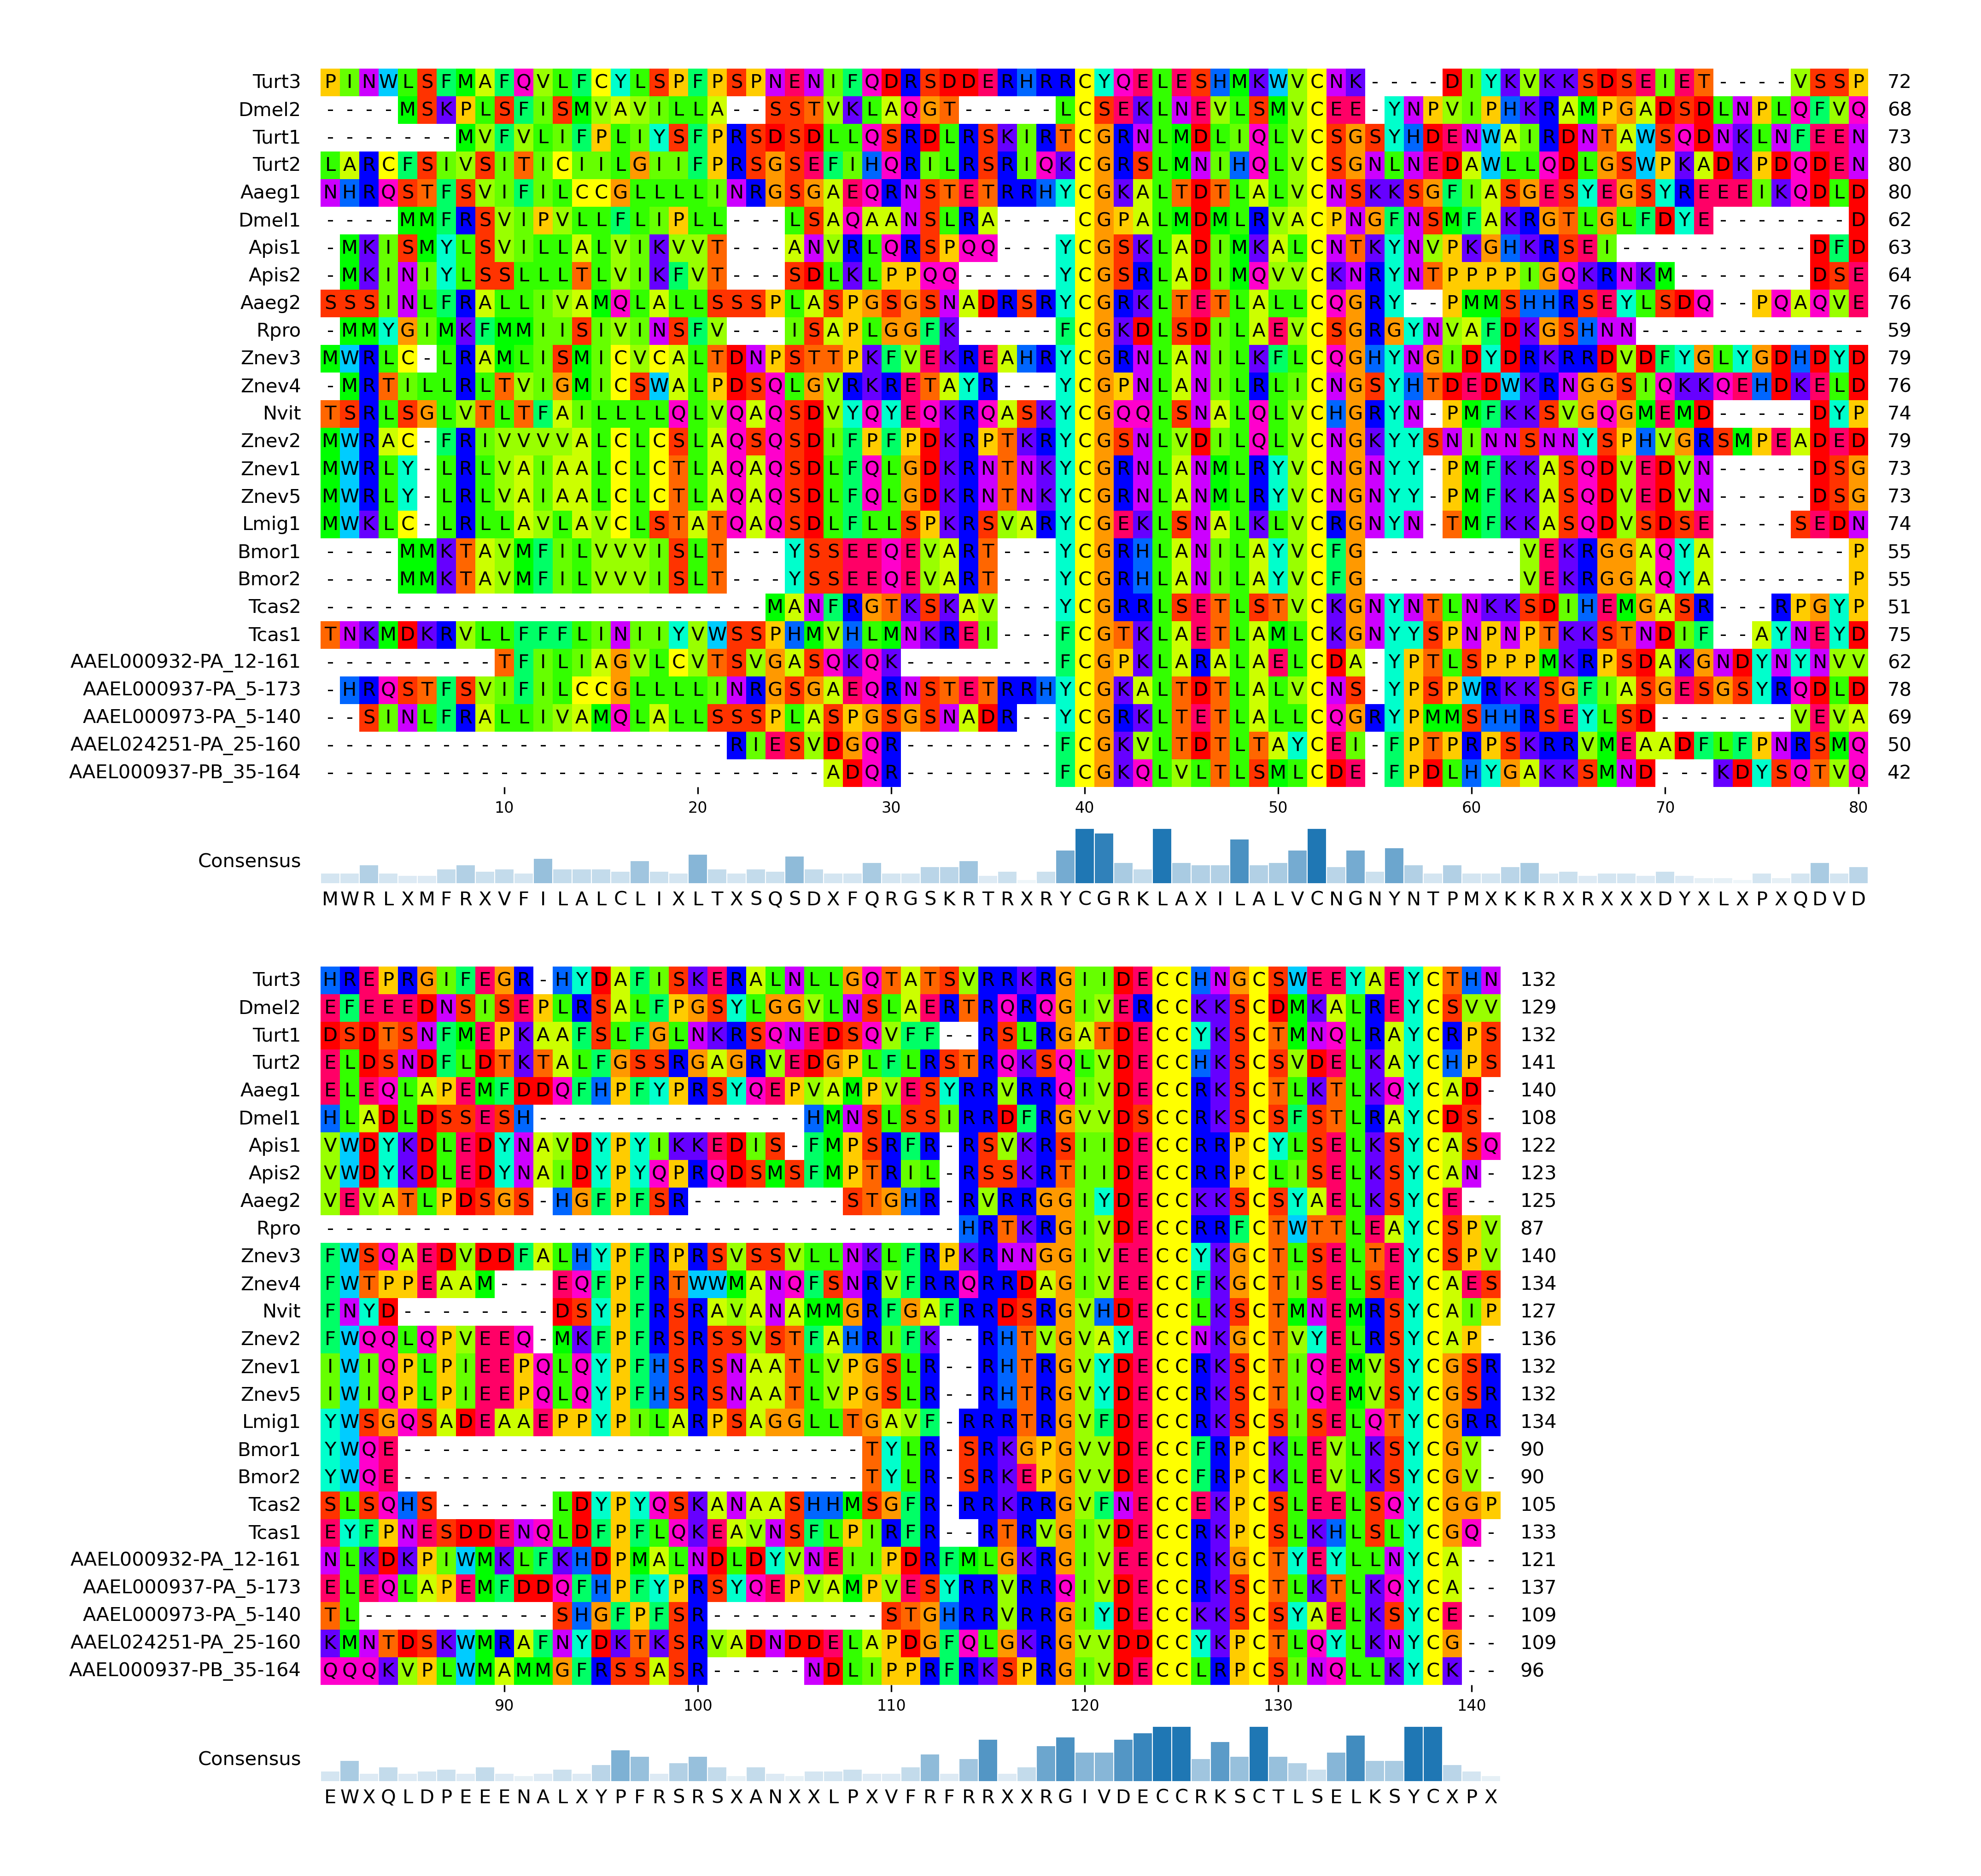 Turt3 PINWLSFMAFQVLFCYLSPFPSPNENIFQDRSDDERHRRCYQELESHMKWVCNK----DIYKVKKSDSEIET----VSSP 72
Dmel2 ----MSKPLSFISMVAVILLA--SSTVKLAQGT-----LCSEKLNEVLSMVCEE-YNPVIPHKRAMPGADSDLNPLQFVQ 68
Turt1 -------MVFVLIFPLIYSFPRSDSDLLQSRDLRSKIRTCGRNLMDLIQLVCSGSYHDENWAIRDNTAWSQDNKLNFEEN 73
Turt2 LARCFSIVSITICIILGIIFPRSGSEFIHQRILRSRIQKCGRSLMNIHQLVCSGNLNEDAWLLQDLGSWPKADKPDQDEN 80
Aaeg1 NHRQSTFSVIFILCCGLLLLINRGSGAEQRNSTETRRHYCGKALTDTLALVCNSKKSGFIASGESYEGSYREEEIKQDLD 80
Dmel1 ----MMFRSVIPVLLFLIPLL---LSAQAANSLRA----CGPALMDMLRVACPNGFNSMFAKRGTLGLFDYE-------D 62
Apis1 -MKISMYLSVILLALVIKVVT---ANVRLQRSPQQ---YCGSKLADIMKALCNTKYNVPKGHKRSEI----------DFD 63
Apis2 -MKINIYLSSLLLTLVIKFVT---SDLKLPPQQ-----YCGSRLADIMQVVCKNRYNTPPPPIGQKRNKM-------DSE 64
Aaeg2 SSSINLFRALLIVAMQLALLSSSPLASPGSGSNADRSRYCGRKLTETLALLCQGRY--PMMSHHRSEYLSDQ--PQAQVE 76
Rpro -MMYGIMKFMMIISIVINSFV---ISAPLGGFK-----FCGKDLSDILAEVCSGRGYNVAFDKGSHNN------------ 59
Znev3 MWRLC-LRAMLISMICVCALTDNPSTTPKFVEKREAHRYCGRNLANILKFLCQGHYNGIDYDRKRRDVDFYGLYGDHDYD 79
Znev4 -MRTILLRLTVIGMICSWALPDSQLGVRKRETAYR---YCGPNLANILRLICNGSYHTDEDWKRNGGSIQKKQEHDKELD 76
Nvit TSRLSGLVTLTFAILLLLQLVQAQSDVYQYEQKRQASKYCGQQLSNALQLVCHGRYN-PMFKKSVGQGMEMD-----DYP 74
Znev2 MWRAC-FRIVVVVALCLCSLAQSQSDIFPFPDKRPTKRYCGSNLVDILQLVCNGKYYSNINNSNNYSPHVGRSMPEADED 79
Znev1 MWRLY-LRLVAIAALCLCTLAQAQSDLFQLGDKRNTNKYCGRNLANMLRYVCNGNYY-PMFKKASQDVEDVN-----DSG 73
Znev5 MWRLY-LRLVAIAALCLCTLAQAQSDLFQLGDKRNTNKYCGRNLANMLRYVCNGNYY-PMFKKASQDVEDVN-----DSG 73
Lmig1 MWKLC-LRLLAVLAVCLSTATQAQSDLFLLSPKRSVARYCGEKLSNALKLVCRGNYN-TMFKKASQDVSDSE----SEDN 74
Bmor1 ----MMKTAVMFILVVVISLT---YSSEEQEVART---YCGRHLANILAYVCFG--------VEKRGGAQYA-------P 55
Bmor2 ----MMKTAVMFILVVVISLT---YSSEEQEVART---YCGRHLANILAYVCFG--------VEKRGGAQYA-------P 55
Tcas2 -----------------------MANFRGTKSKAV---YCGRRLSETLSTVCKGNYNTLNKKSDIHEMGASR---RPGYP 51
Tcas1 TNKMDKRVLLFFFLINIIYVWSSPHMVHLMNKREI---FCGTKLAETLAMLCKGNYYSPNPNPTKKSTNDIF--AYNEYD 75
AAEL000932-PA_12-161 ---------TFILIAGVLCVTSVGASQKQK--------FCGPKLARALAELCDA-YPTLSPPPMKRPSDAKGNDYNYNVV 62
AAEL000937-PA_5-173 -HRQSTFSVIFILCCGLLLLINRGSGAEQRNSTETRRHYCGKALTDTLALVCNS-YPSPWRKKSGFIASGESGSYRQDLD 78
AAEL000973-PA_5-140 --SINLFRALLIVAMQLALLSSSPLASPGSGSNADR--YCGRKLTETLALLCQGRYPMMSHHRSEYLSD-------VEVA 69
AAEL024251-PA_25-160 ---------------------RIESVDGQR--------FCGKVLTDTLTAYCEI-FPTPRPSKRRVMEAADFLFPNRSMQ 50
AAEL000937-PB_35-164 --------------------------ADQR--------FCGKQLVLTLSMLCDE-FPDLHYGAKKSMND---KDYSQTVQ 42
10 20 30 40 50 60 70 80
Consensus
MWRLXMFRXVFILALCLIXLTXSQSDXFQRGSKRTRXRYCGRKLAXILALVCNGNYNTPMXKKRXRXXXDYXLXPXQDVD
Turt3 HREPRGIFEGR-HYDAFISKERALNLLGQTATSVRRKRGIIDECCHNGCSWEEYAEYCTHN 132
Dmel2 EFEEEDNSISEPLRSALFPGSYLGGVLNSLAERTRQRQGIVERCCKKSCDMKALREYCSVV 129
Turt1 DSDTSNFMEPKAAFSLFGLNKRSQNEDSQVFF--RSLRGATDECCYKSCTMNQLRAYCRPS 132
Turt2 ELDSNDFLDTKTALFGSSRGAGRVEDGPLFLRSTRQKSQLVDECCHKSCSVDELKAYCHPS 141
Aaeg1 ELEQLAPEMFDDQFHPFYPRSYQEPVAMPVESYRRVRRQIVDECCRKSCTLKTLKQYCAD- 140
Dmel1 HLADLDSSESH--------------HMNSLSSIRRDFRGVVDSCCRKSCSFSTLRAYCDS- 108
Apis1 VWDYKDLEDYNAVDYPYIKKEDIS-FMPSRFR-RSVKRSIIDECCRRPCYLSELKSYCASQ 122
Apis2 VWDYKDLEDYNAIDYPYQPRQDSMSFMPTRIL-RSSKRTIIDECCRRPCLISELKSYCAN- 123
Aaeg2 VEVATLPDSGS-HGFPFSR--------STGHR-RVRRGGIYDECCKKSCSYAELKSYCE-- 125
Rpro ---------------------------------HRTKRGIVDECCRRFCTWTTLEAYCSPV 87
Znev3 FWSQAEDVDDFALHYPFRPRSVSSVLLNKLFRPKRNNGGIVEECCYKGCTLSELTEYCSPV 140
Znev4 FWTPPEAAM---EQFPFRTWWMANQFSNRVFRRQRRDAGIVEECCFKGCTISELSEYCAES 134
Nvit FNYD--------DSYPFRSRAVANAMMGRFGAFRRDSRGVHDECCLKSCTMNEMRSYCAIP 127
Znev2 FWQQLQPVEEQ-MKFPFRSRSSVSTFAHRIFK--RHTVGVAYECCNKGCTVYELRSYCAP- 136
Znev1 IWIQPLPIEEPQLQYPFHSRSNAATLVPGSLR--RHTRGVYDECCRKSCTIQEMVSYCGSR 132
Znev5 IWIQPLPIEEPQLQYPFHSRSNAATLVPGSLR--RHTRGVYDECCRKSCTIQEMVSYCGSR 132
Lmig1 YWSGQSADEAAEPPYPILARPSAGGLLTGAVF-RRRTRGVFDECCRKSCSISELQTYCGRR 134
Bmor1 YWQE------------------------TYLR-SRKGPGVVDECCFRPCKLEVLKSYCGV- 90
Bmor2 YWQE------------------------TYLR-SRKEPGVVDECCFRPCKLEVLKSYCGV- 90
Tcas2 SLSQHS------LDYPYQSKANAASHHMSGFR-RRKRRGVFNECCEKPCSLEELSQYCGGP 105
Tcas1 EYFPNESDDENQLDFPFLQKEAVNSFLPIRFR--RTRVGIVDECCRKPCSLKHLSLYCGQ- 133
AAEL000932-PA_12-161 NLKDKPIWMKLFKHDPMALNDLDYVNEIIPDRFMLGKRGIVEECCRKGCTYEYLLNYCA-- 121
AAEL000937-PA_5-173 ELEQLAPEMFDDQFHPFYPRSYQEPVAMPVESYRRVRRQIVDECCRKSCTLKTLKQYCA-- 137
AAEL000973-PA_5-140 TL----------SHGFPFSR---------STGHRRVRRGIYDECCKKSCSYAELKSYCE-- 109
AAEL024251-PA_25-160 KMNTDSKWMRAFNYDKTKSRVADNDDELAPDGFQLGKRGVVDDCCYKPCTLQYLKNYCG-- 109
AAEL000937-PB_35-164 QQQKVPLWMAMMGFRSSASR-----NDLIPPRFRKSPRGIVDECCLRPCSINQLLKYCK-- 96
90 100 110 120 130 140
Consensus
EWXQLDPEEENALXYPFRSRSXANXXLPXVFRFRRXXRGIVDECCRKSCTLSELKSYCXPX